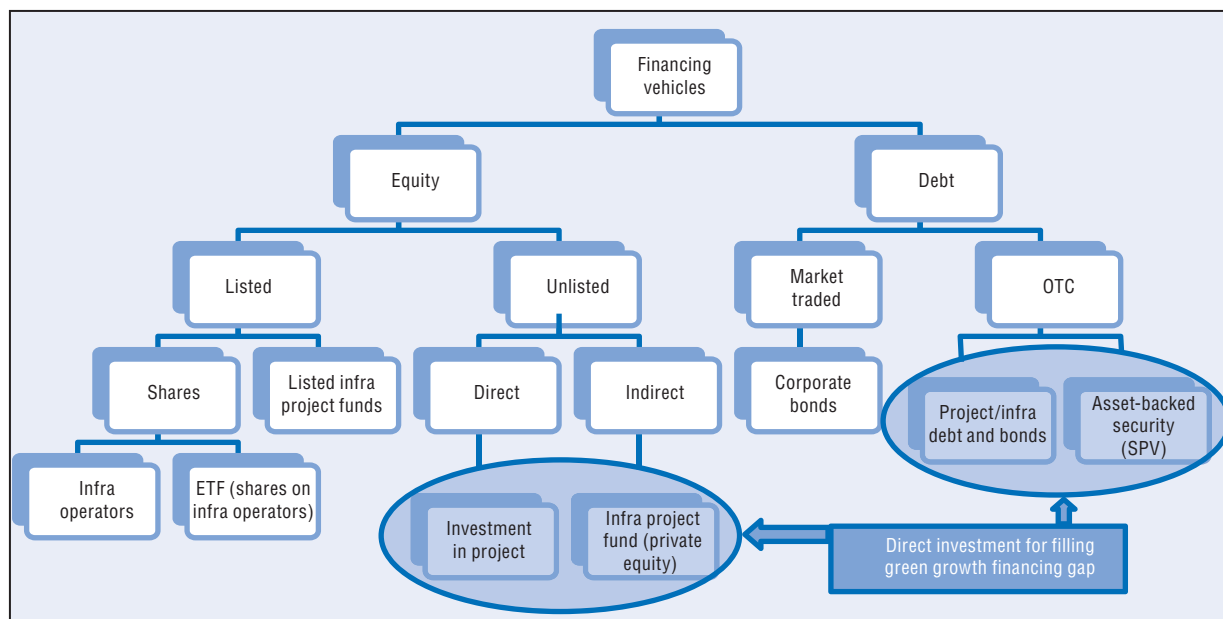 Financing
vehicles
Equity
Debt
Listed
Unlisted
Market
traded
OTC
Shares
Listed infra
project funds
Direct
Indirect
Corporate
bonds
Project/infra
debt and bonds
Asset-backed
security
(SPV)
Infra
operators
ETF (shares on
infra operators)
Investment
in project
Infra project
fund (private
equity)
Direct investment for filling
green growth financing gap